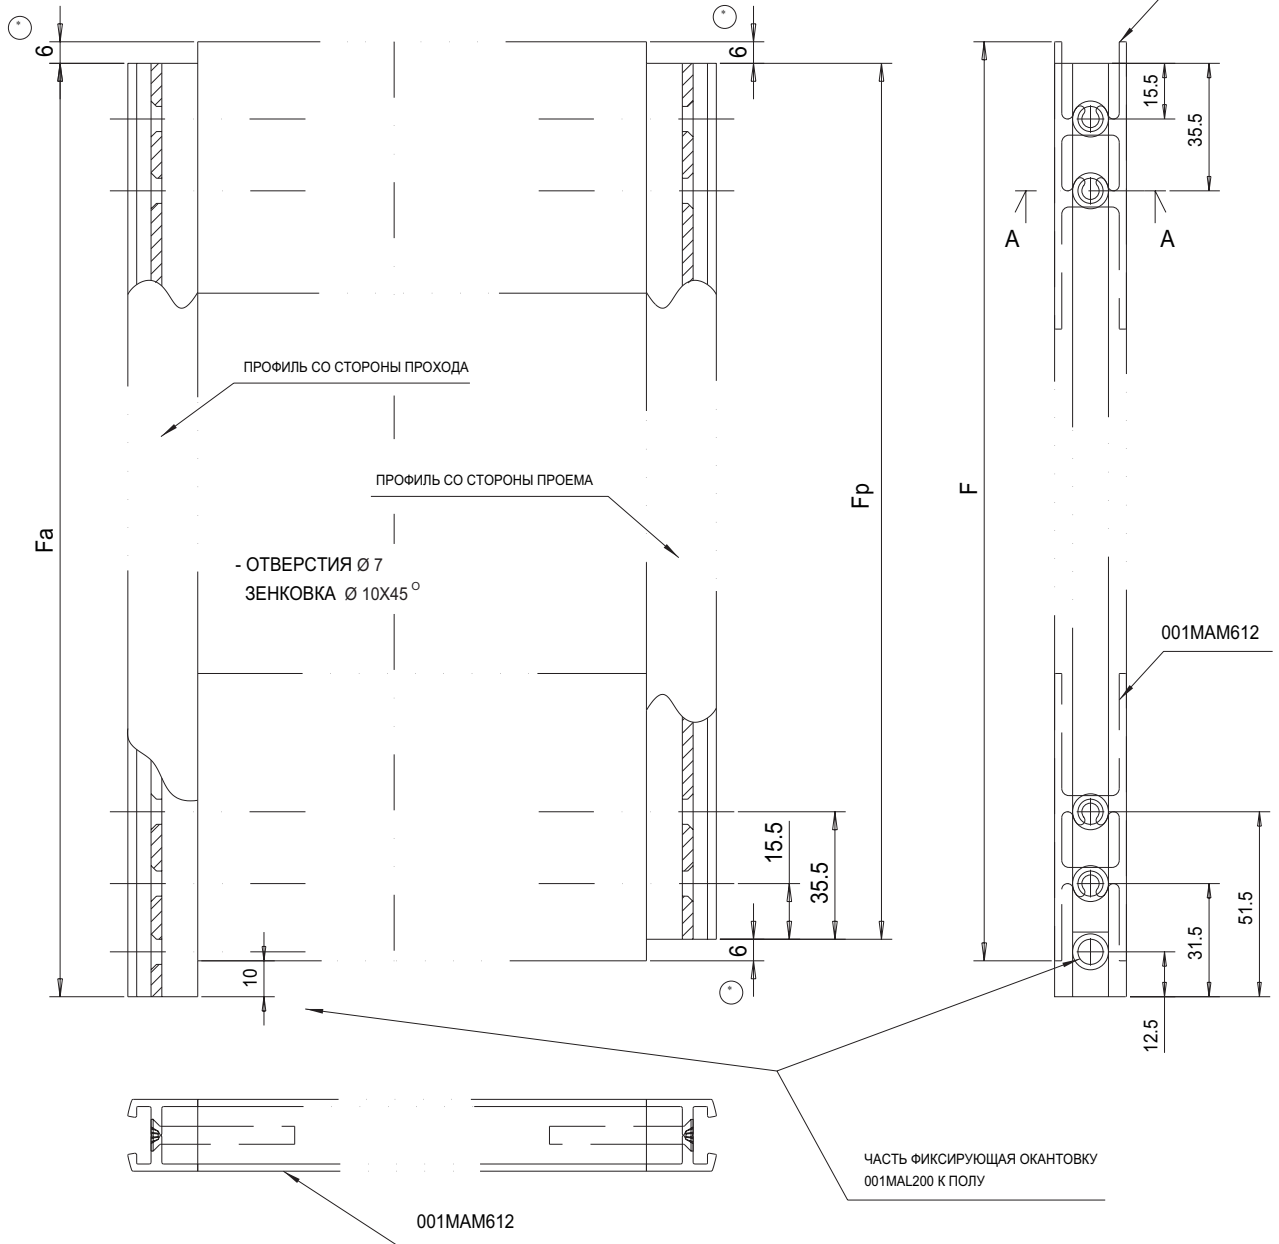 *
*
6
6
15.5
35.5
A
A
ПРОФИЛЬ СО СТОРОНЫ ПРОХОДА
ПРОФИЛЬ СО СТОРОНЫ ПРОЕМА
Fa
Fp
F
- ОТВЕРСТИЯ Ø 7
ЗЕНКОВКА Ø 10X45 O
001MAM612
15.5
35.5
51.5
31.5
6
10
*
12.5
ЧАСТЬ ФИКСИРУЮЩАЯ ОКАНТОВКУ
001MAL200 К ПОЛУ
001MAM612